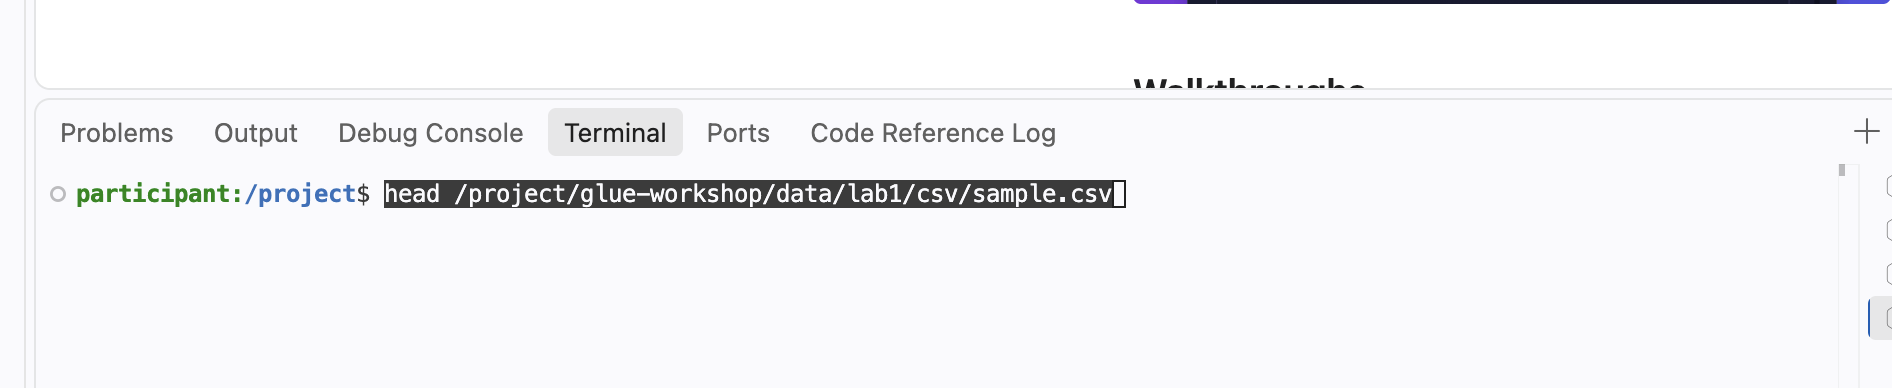 Walkthroughs
Problems Output Debug Console Terminal Ports Code Reference Log
participant:/project$ head /project/glue-workshop/data/lab1/csv/sample.csv